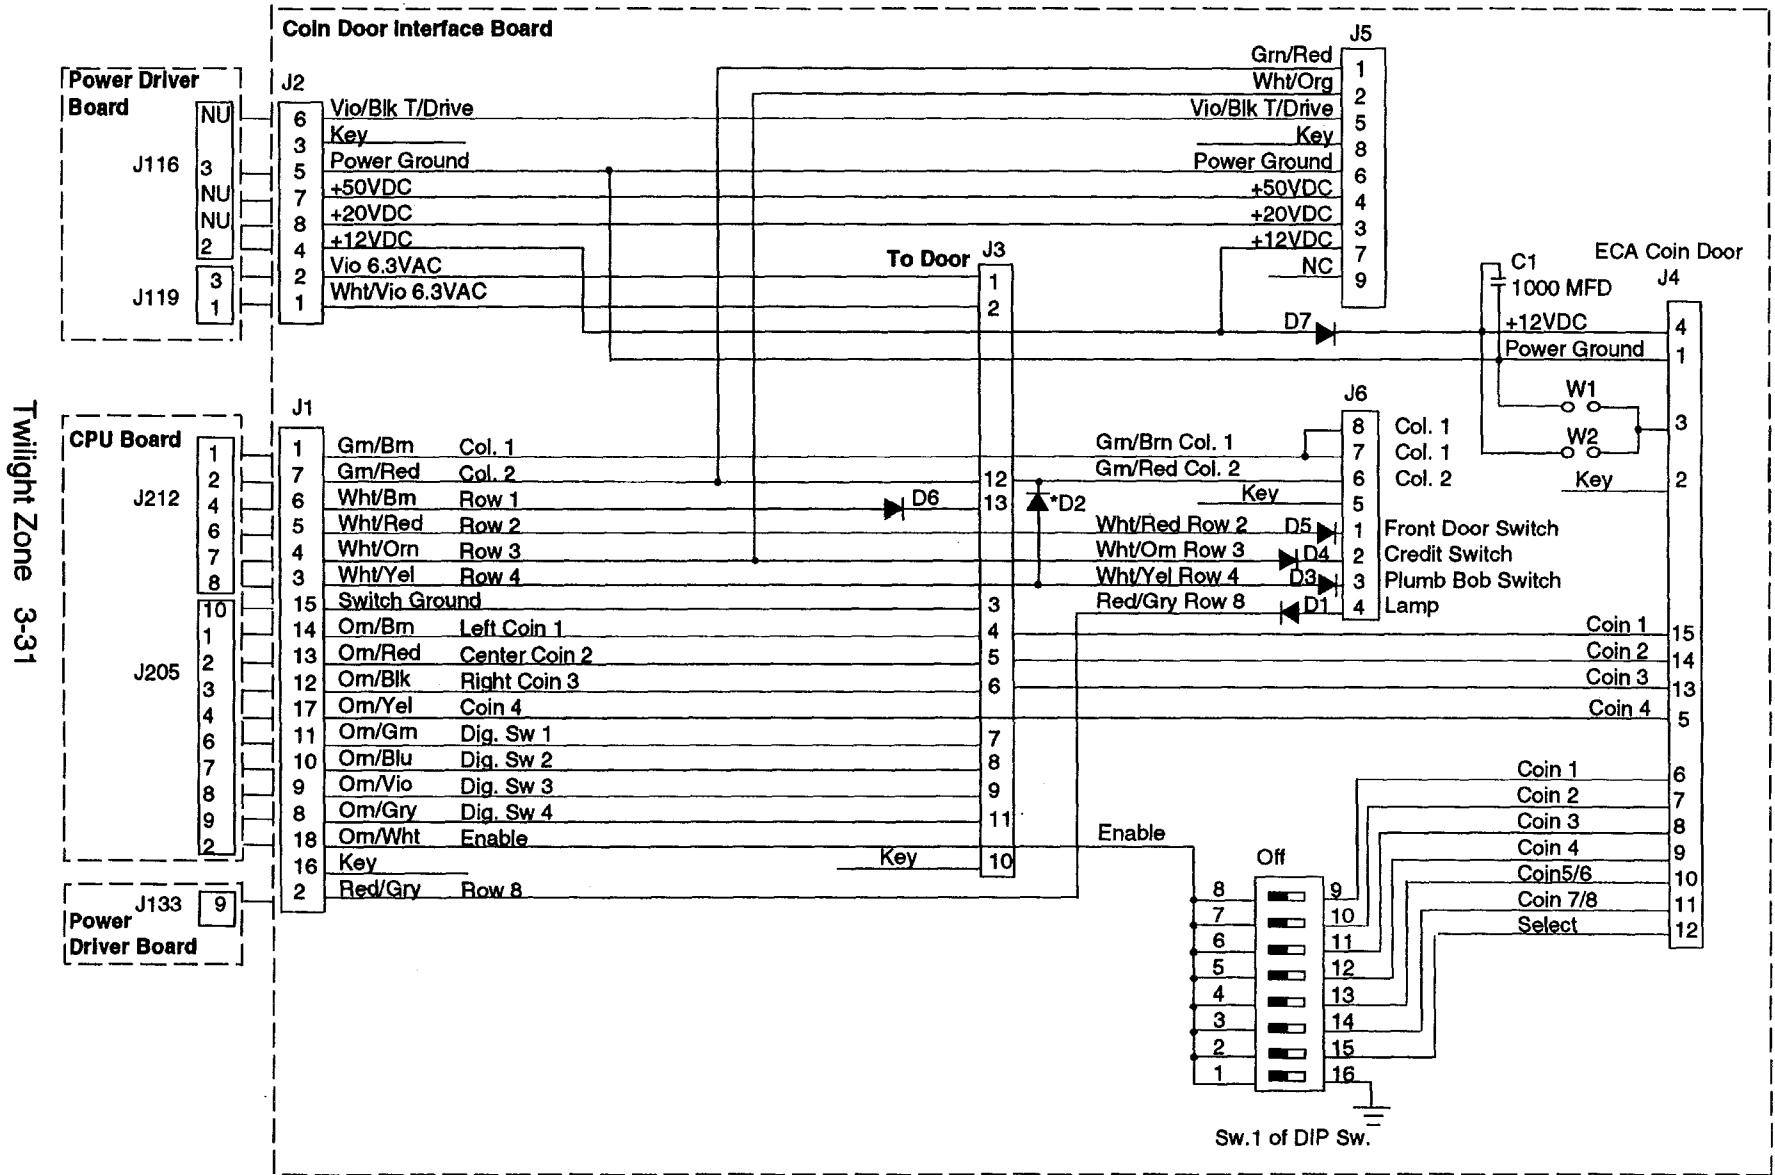 Coin Door Interface Board
Power Driver
Board
J116
NU
3
NU
NU
2
J119
3
1
J2
6 Vio/Blk T/Drive
3 Key
5 Power Ground
7 +50VDC
8 +20VDC
4 +12VDC
2 Vio 6.3VAC
1 Wht/Vio 6.3VAC
J5
Grn/Red 1
Wht/Org 2
Vio/Blk T/Drive 5
Key 8
Power Ground 6
+50VDC 4
+20VDC 3
+12VDC 7
NC 9
To Door
J3
1
2
12
13
3
4
5
6
7
8
9
11
Key 10
D7
C1
1000 MFD
ECA Coin Door
J4
+12VDC 4
Power Ground 1
W1
3
W2
Key 2
Coin 1 15
Coin 2 14
Coin 3 13
Coin 4 5
Coin 1 6
Coin 2 7
Coin 3 8
Coin 4 9
Coin5/6 10
Coin 7/8 11
Select 12
CPU Board
J212
1
2
4
6
7
8
J205
10
1
2
3
4
6
7
8
9
2
J133 9
Power
Driver Board
J1
1 Grn/Brn Col. 1
7 Grn/Red Col. 2
6 Wht/Brn Row 1
5 Wht/Red Row 2
4 Wht/Orn Row 3
3 Wht/Yel Row 4
15 Switch Ground
14 Orn/Brn Left Coin 1
13 Orn/Red Center Coin 2
12 Orn/Blk Right Coin 3
17 Orn/Yel Coin 4
11 Orn/Grn Dig. Sw 1
10 Orn/Blu Dig. Sw 2
9 Orn/Vio Dig. Sw 3
8 Orn/Gry Dig. Sw 4
18 Orn/Wht Enable
16 Key
2 Red/Gry Row 8
D6
*D2
J6
8 Col. 1
Grn/Brn Col. 1 7 Col. 1
Grn/Red Col. 2 6 Col. 2
Key 5
Wht/Red Row 2 D5 1 Front Door Switch
Wht/Orn Row 3 D4 2 Credit Switch
Wht/Yel Row 4 D3 3 Plumb Bob Switch
Red/Gry Row 8 D1 4 Lamp
Enable
Off
8 9
7 10
6 11
5 12
4 13
3 14
2 15
1 16
Sw.1 of DIP Sw.
Twilight Zone 3-31